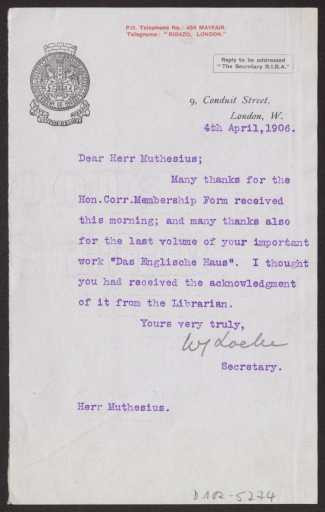 P.O. Telephone No.: 434 MAYFAIR.
Telegrams: "RIBAZO, LONDON."
Reply to be addressed
"The Secretary R.I.B.A."
9, Conduit Street,
London, W.
4th April, 1906.
Dear Herr Muthesius;
Many thanks for the
Hon.Corr.Membership Form received
this morning; and many thanks also
for the last volume of your important
work "Das Englische Haus". I thought
you had received the acknowledgment
of it from the Librarian.
Yours very truly,
WJ Locke
Secretary.
Herr Muthesius.
D 102-5274